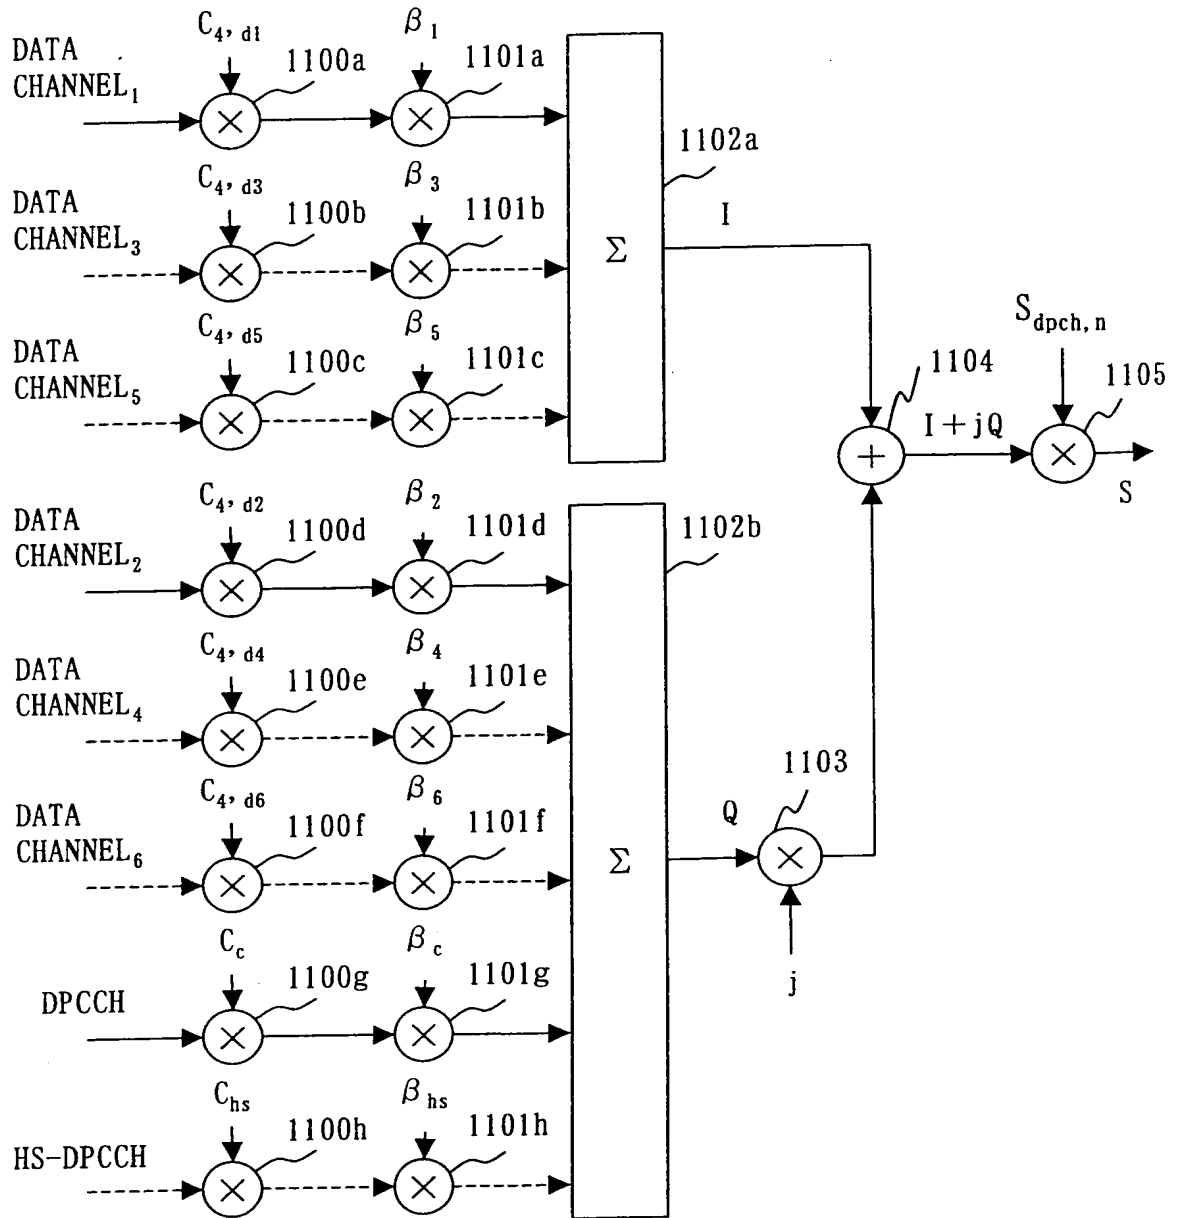 C4, d1 β1
DATA CHANNEL1 1100a 1101a
1102a
C4, d3 β3
DATA CHANNEL3 1100b 1101b
I
Σ
C4, d5 β5
DATA CHANNEL5 1100c 1101c
Sdpch, n
1104 1105
I+jQ
S
C4, d2 β2
DATA CHANNEL2 1100d 1101d
1102b
C4, d4 β4
DATA CHANNEL4 1100e 1101e
1103
C4, d6 β6
DATA CHANNEL6 1100f 1101f
Q
Σ
Cc βc
DPCCH 1100g 1101g
j
Chs βhs
HS-DPCCH 1100h 1101h